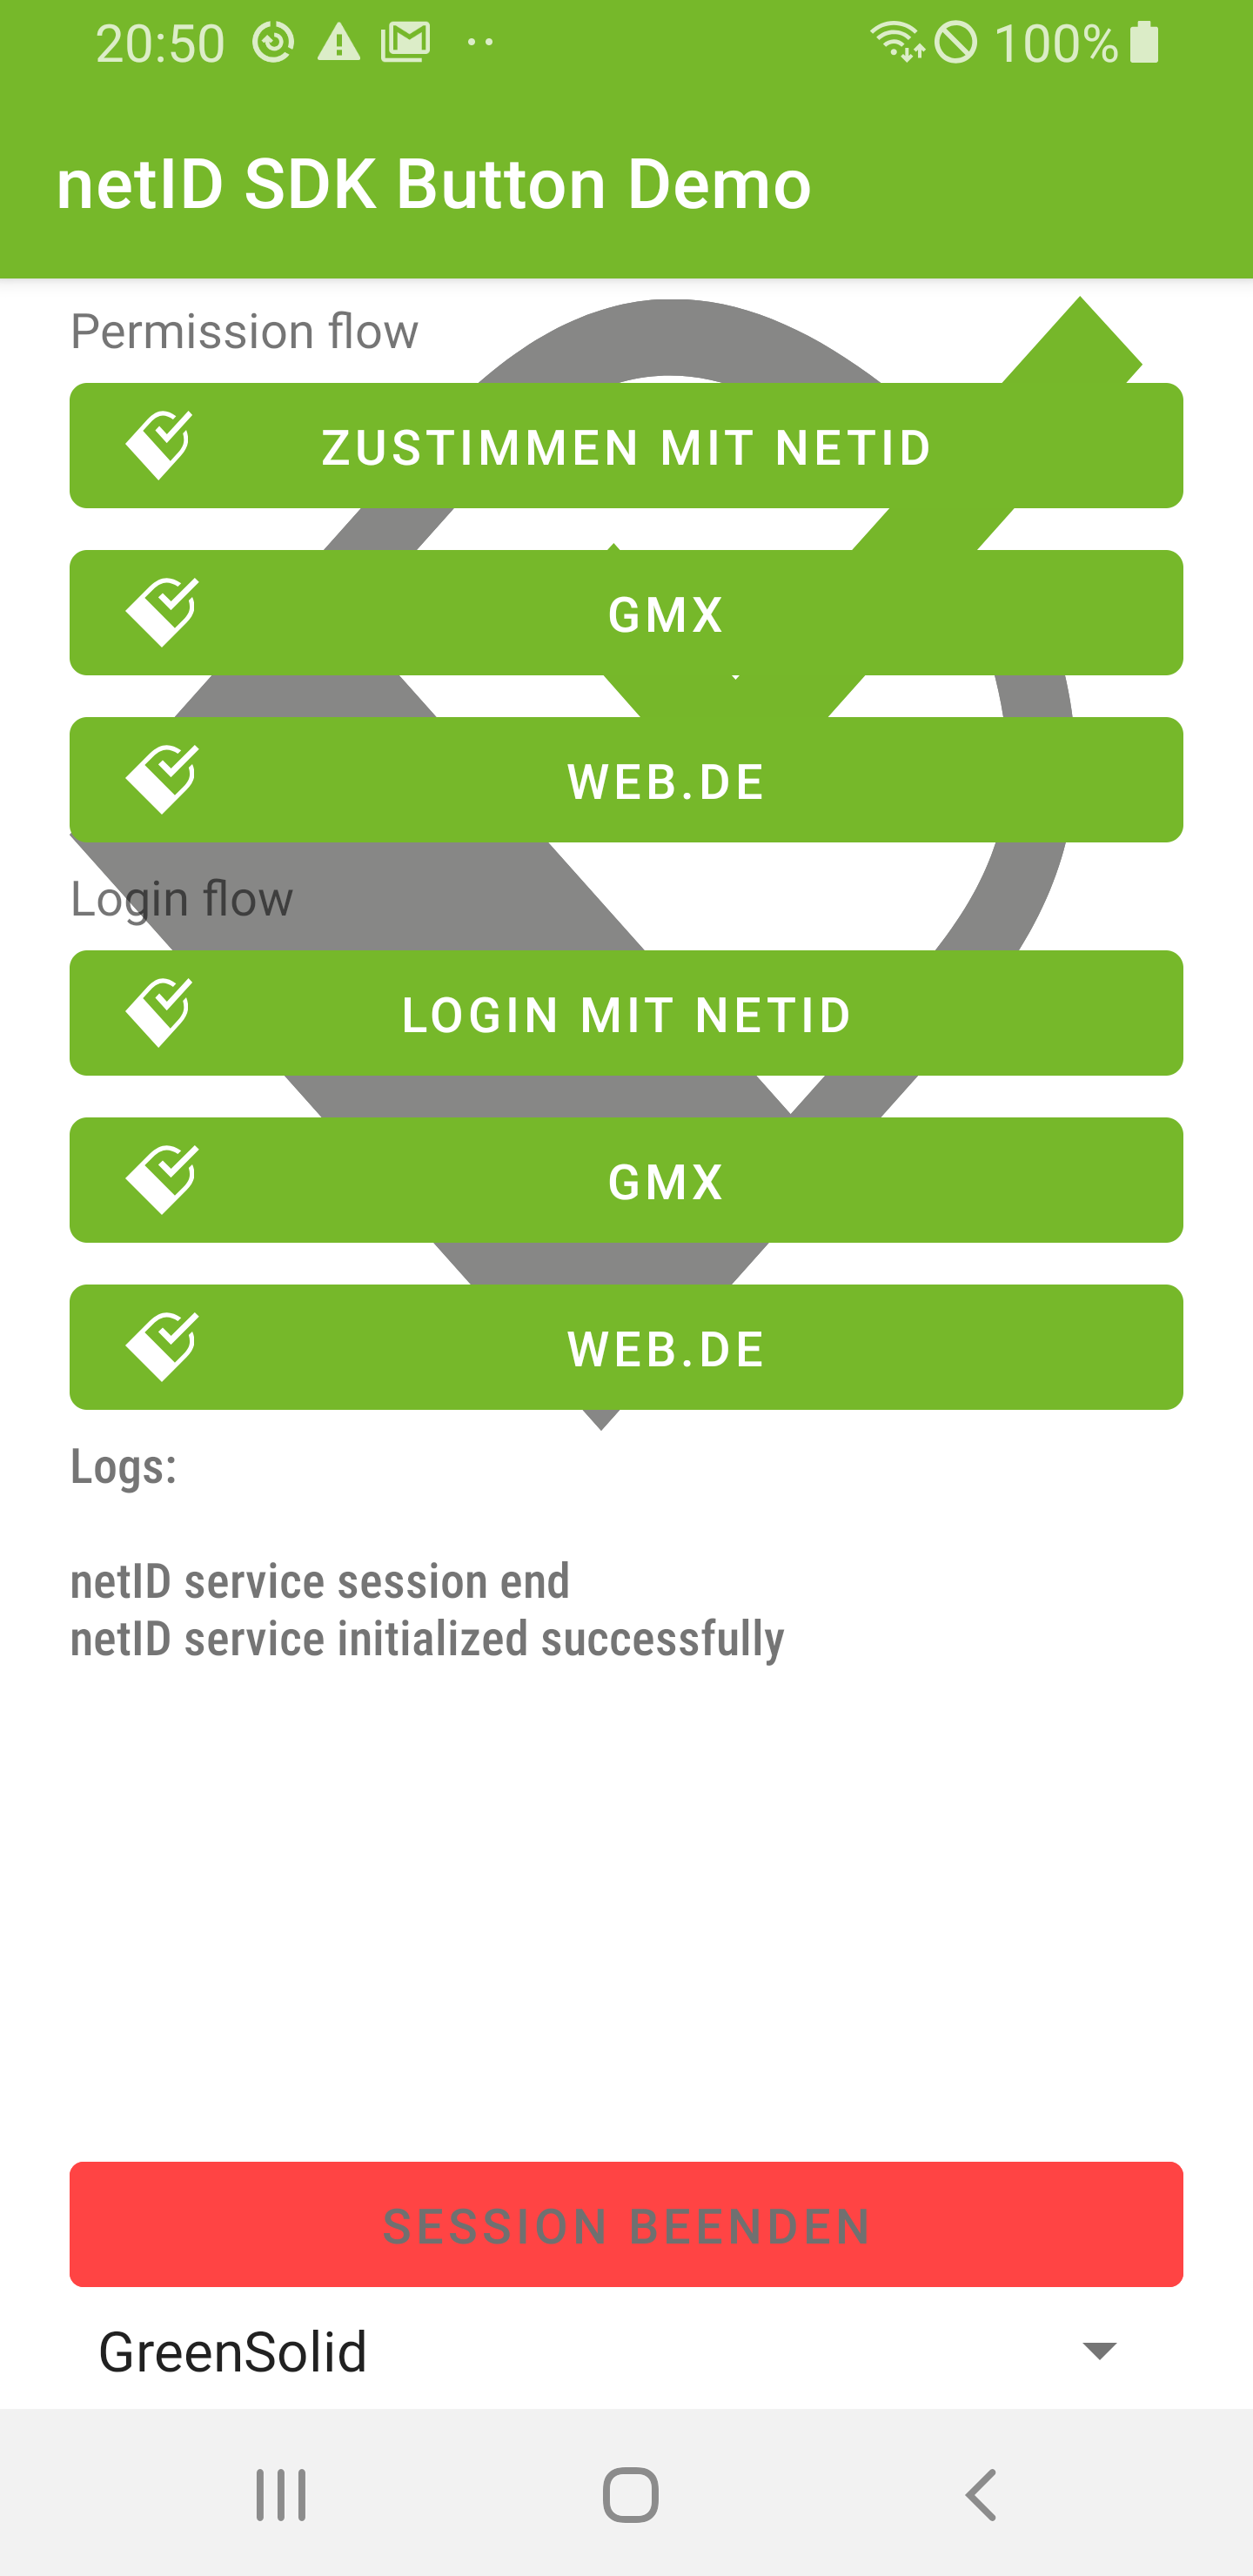 20:50
100%
netID SDK Button Demo
Permission flow
ZUSTIMMEN MIT NETID
GMX
WEB.DE
Login flow
LOGIN MIT NETID
GMX
WEB.DE
Logs:
netID service session end
netID service initialized successfully
SESSION BEENDEN
GreenSolid